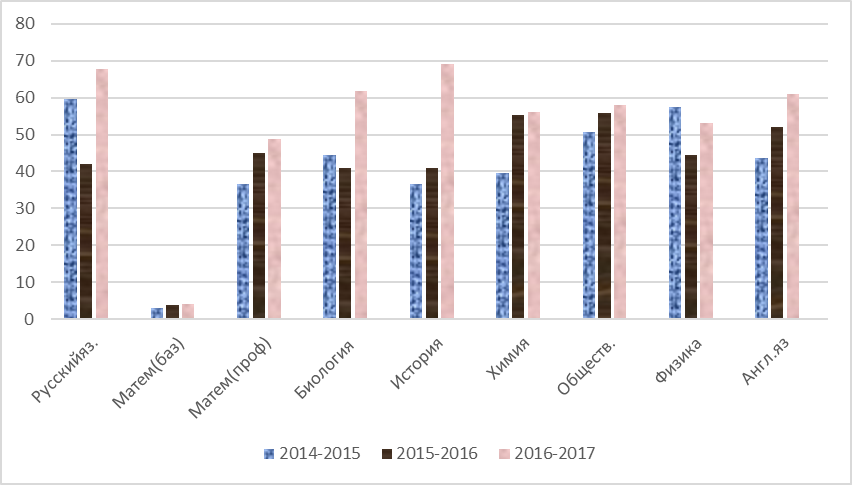 80
70
60
50
40
30
20
10
0
Русскийяз.
Матем(баз)
Матем(проф)
Биология
История
Химия
Обществ.
Физика
Англ.яз
2014-2015 2015-2016 2016-2017